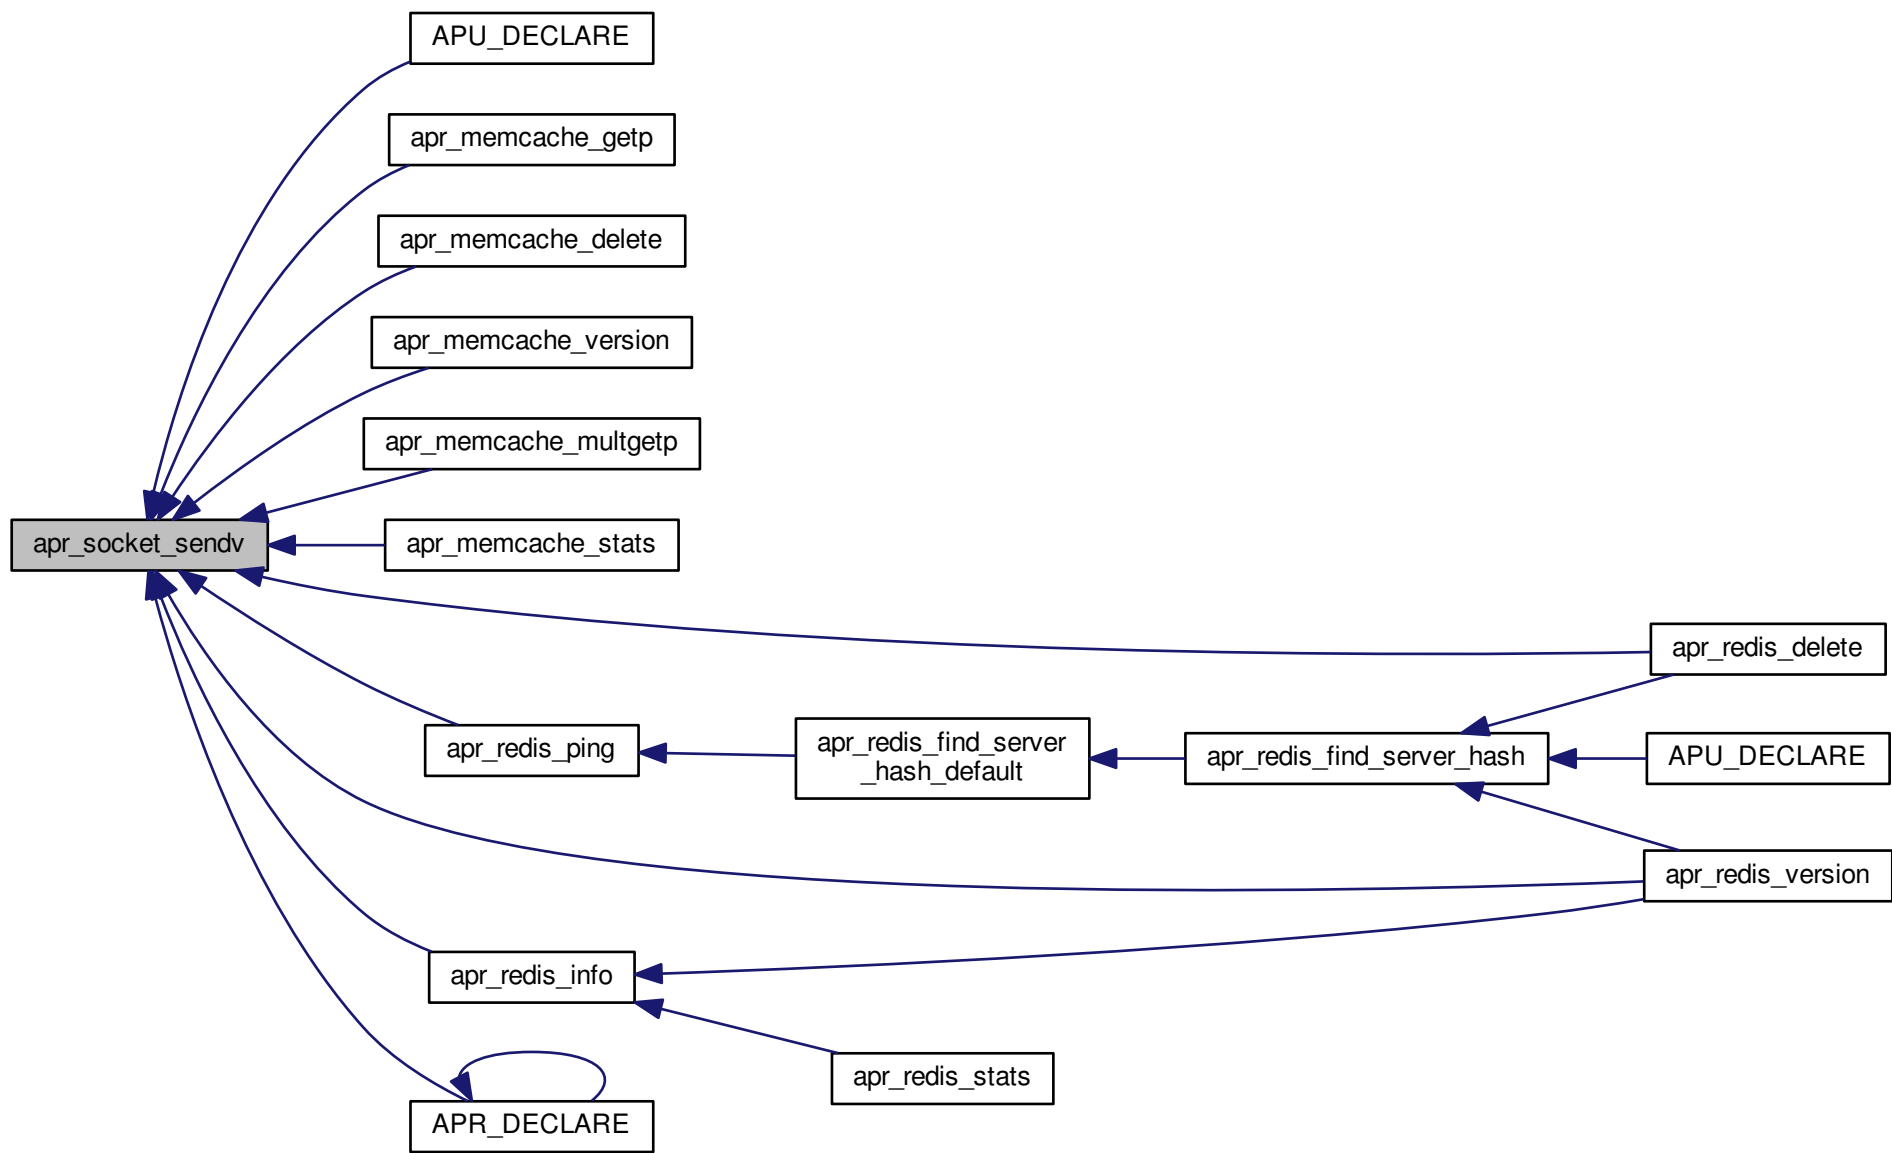 APU_DECLARE
apr_memcache_getp
apr_memcache_delete
apr_memcache_version
apr_memcache_multgetp
apr_socket_sendv
apr_memcache_stats
apr_redis_delete
apr_redis_ping
apr_redis_find_server
_hash_default
apr_redis_find_server_hash
APU_DECLARE
apr_redis_version
apr_redis_info
apr_redis_stats
APR_DECLARE